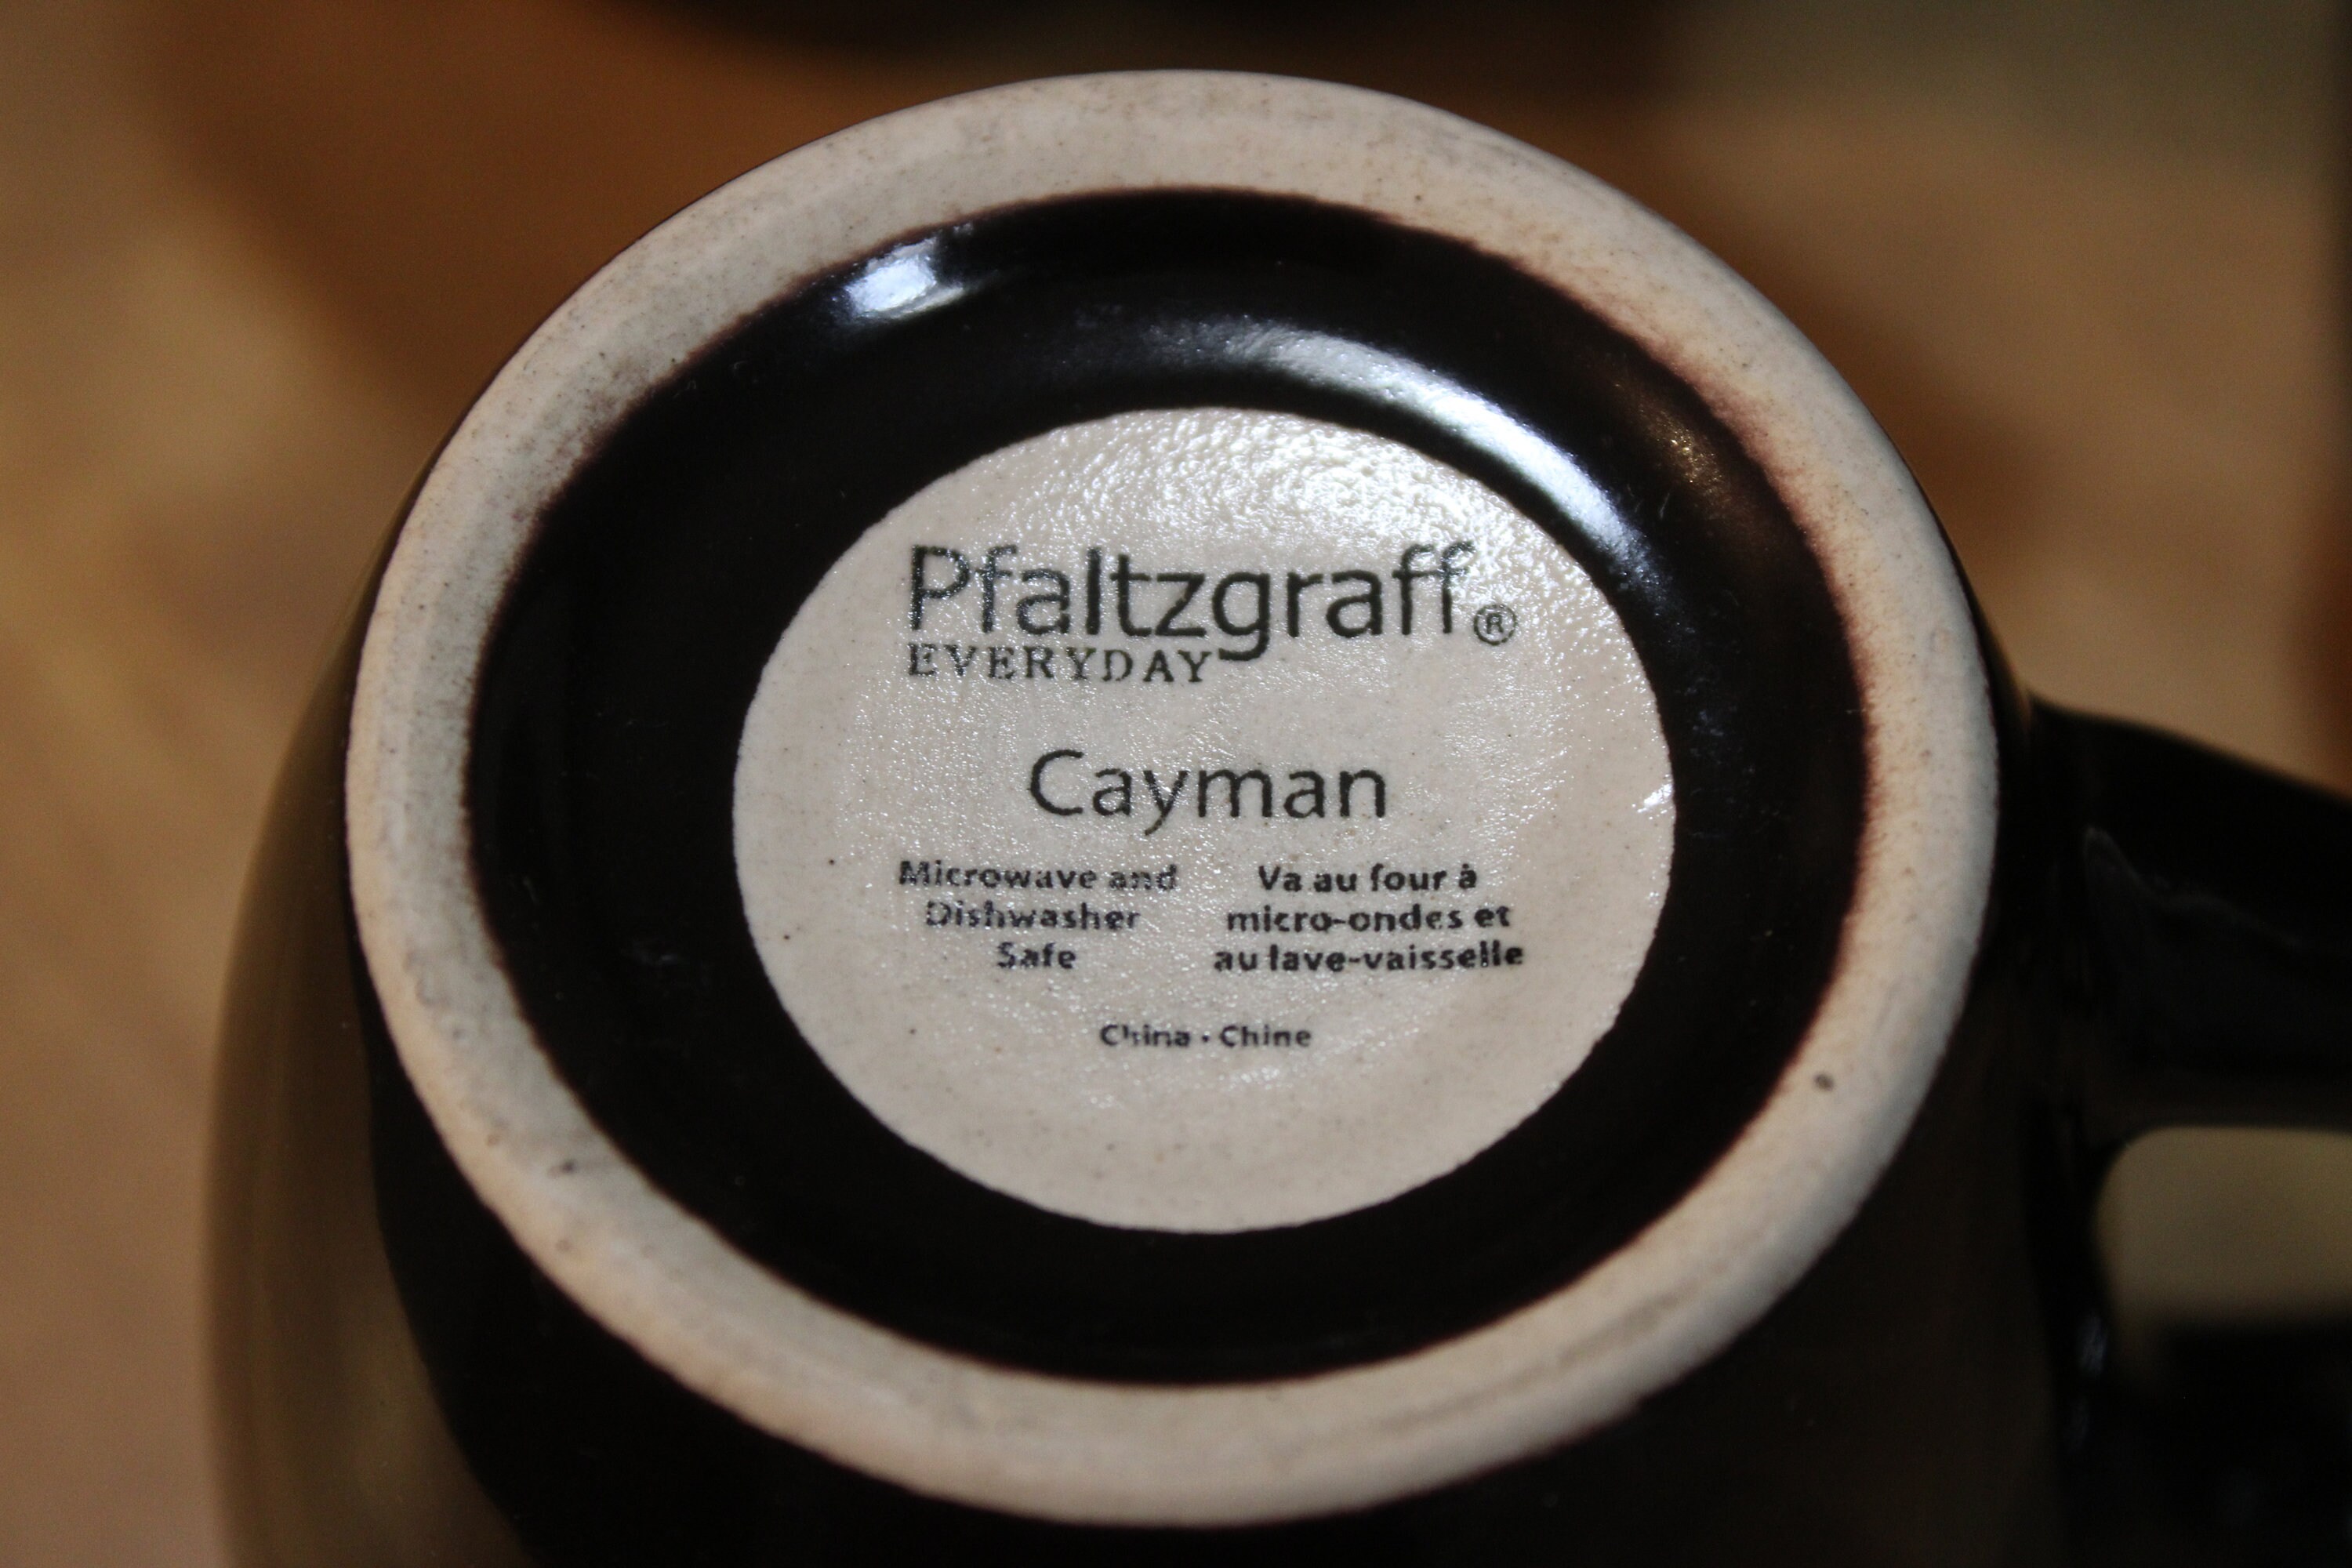 Pfaltzgraff®
EVERYDAY
Cayman
Microwave and
Dishwasher
Safe
Va au four à
micro-ondes et
au lave-vaisselle
China • Chine